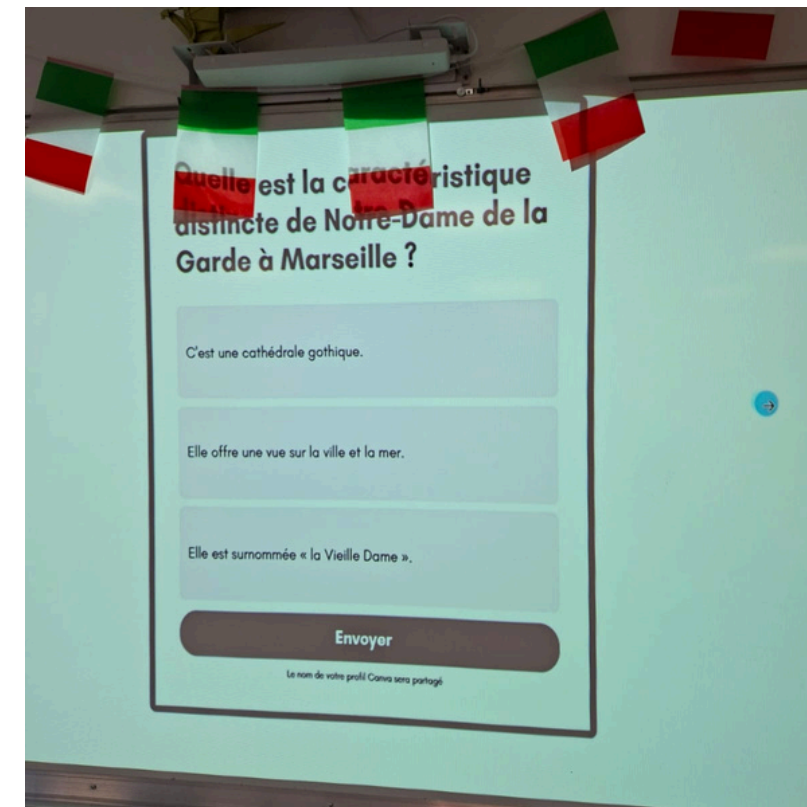 Quelle est la caractéristique
distincte de Notre-Dame de la
Garde à Marseille ?
C'est une cathédrale gothique.
Elle offre une vue sur la ville et la mer.
Elle est surnommée « la Vieille Dame ».
Envoyer
Le nom de votre profil Canva sera partagé